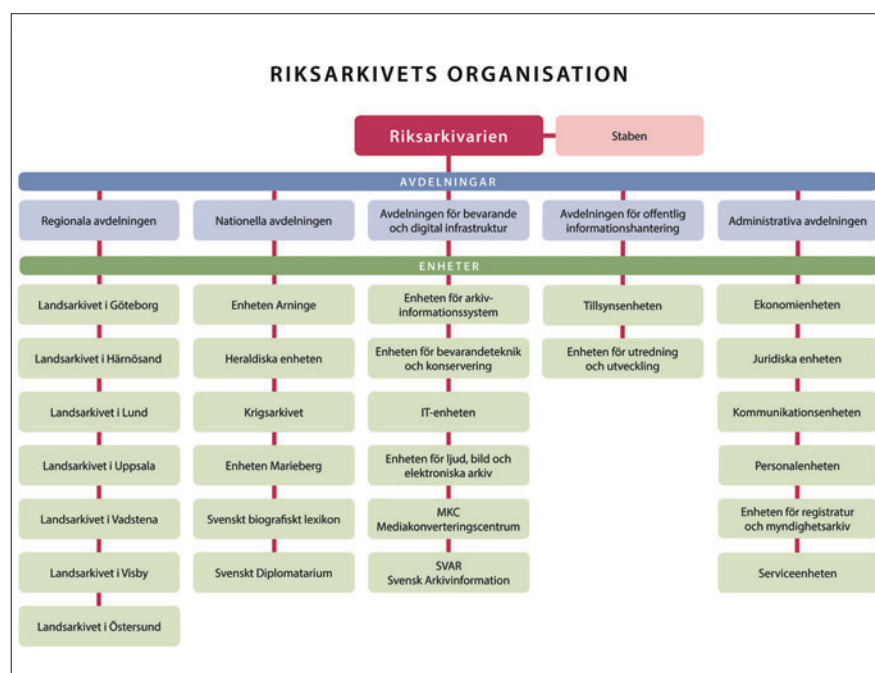 RIKSARKIVETS ORGANISATION
Riksarkivarien
Staben
AVDELNINGAR
Regionala avdelningen
Nationella avdelningen
Avdelningen för bevarande
och digital infrastruktur
Avdelningen för offentlig
informationshantering
Administrativa avdelningen
ENHETER
Landsarkivet i Göteborg
Landsarkivet i Härnösand
Landsarkivet i Lund
Landsarkivet i Uppsala
Landsarkivet i Vadstena
Landsarkivet i Visby
Landsarkivet i Östersund
Enheten Arninge
Heraldiska enheten
Krigsarkivet
Enheten Marieberg
Svenskt biografiskt lexikon
Svenskt Diplomatarium
Enheten för arkiv-
informationssystem
Enheten för bevarandeteknik
och konservering
IT-enheten
Enheten för ljud, bild och
elektroniska arkiv
MKC
Mediakonverteringscentrum
SVAR
Svensk Arkivinformation
Tillsynsenheten
Enheten för utredning
och utveckling
Ekonomienheten
Juridiska enheten
Kommunikationsenheten
Personalenheten
Enheten för registratur
och myndighetsarkiv
Serviceenheten